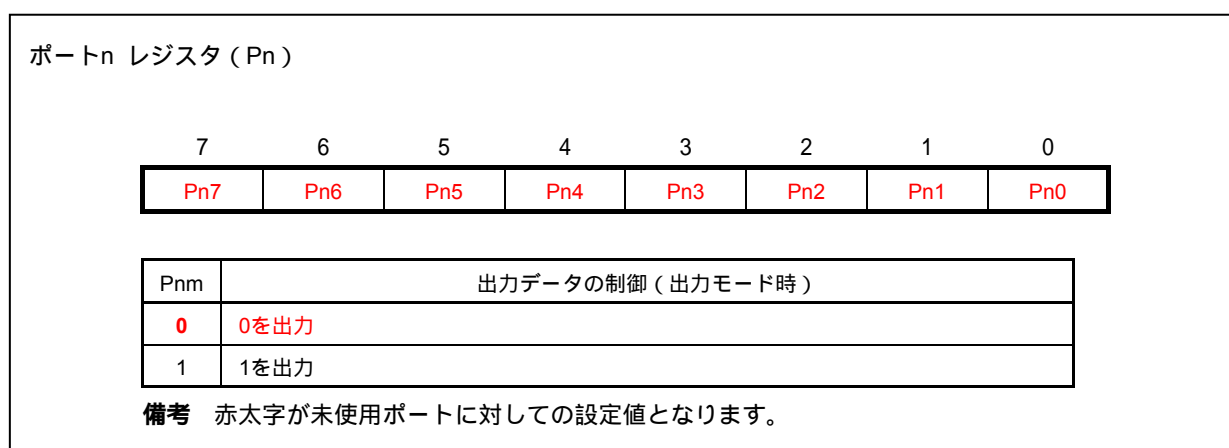 ポートn レジスタ（Pn）
7 6 5 4 3 2 1 0
Pn7 Pn6 Pn5 Pn4 Pn3 Pn2 Pn1 Pn0
Pnm 出力データの制御（出力モード時）
0 0を出力
1 1を出力
備考 赤太字が未使用ポートに対しての設定値となります。